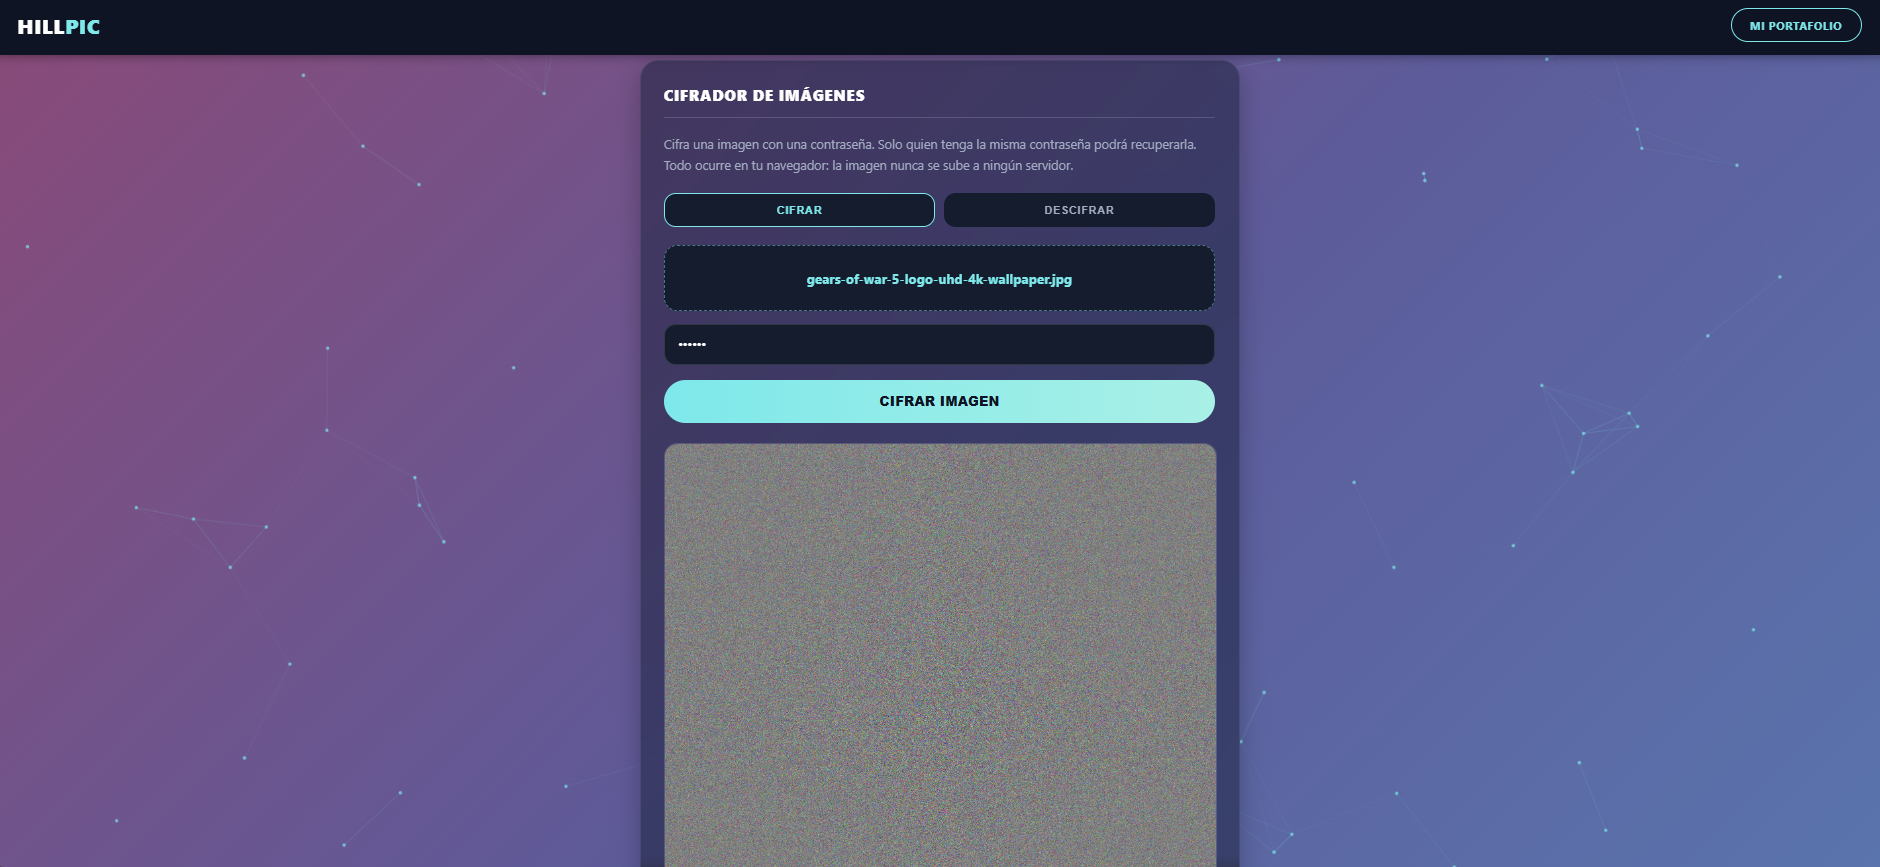 HILLPIC
MI PORTAFOLIO
CIFRADOR DE IMÁGENES
Cifra una imagen con una contraseña. Solo quien tenga la misma contraseña podrá recuperarla.
Todo ocurre en tu navegador: la imagen nunca se sube a ningún servidor.
CIFRAR
DESCIFRAR
gears-of-war-5-logo-uhd-4k-wallpaper.jpg
••••••
CIFRAR IMAGEN